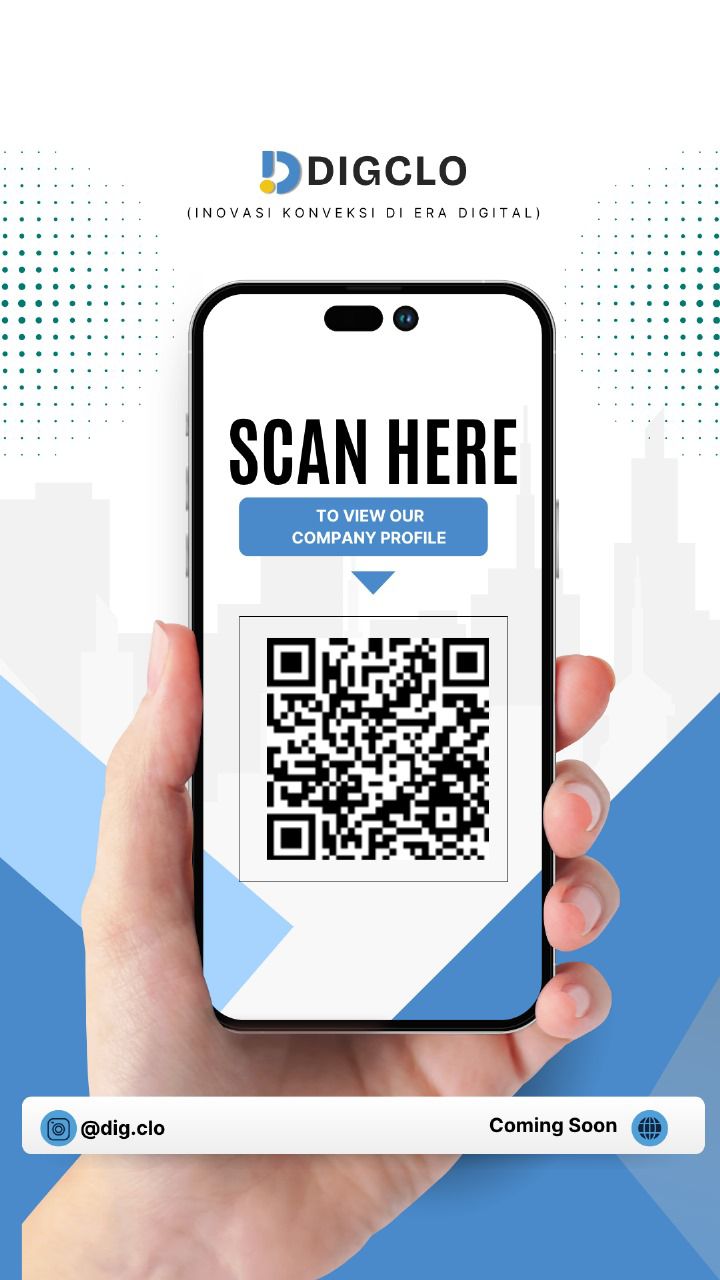 DIGCLO
(INOVASI KONVEKSI DI ERA DIGITAL)
SCAN HERE
TO VIEW OUR
COMPANY PROFILE
@dig.clo
Coming Soon